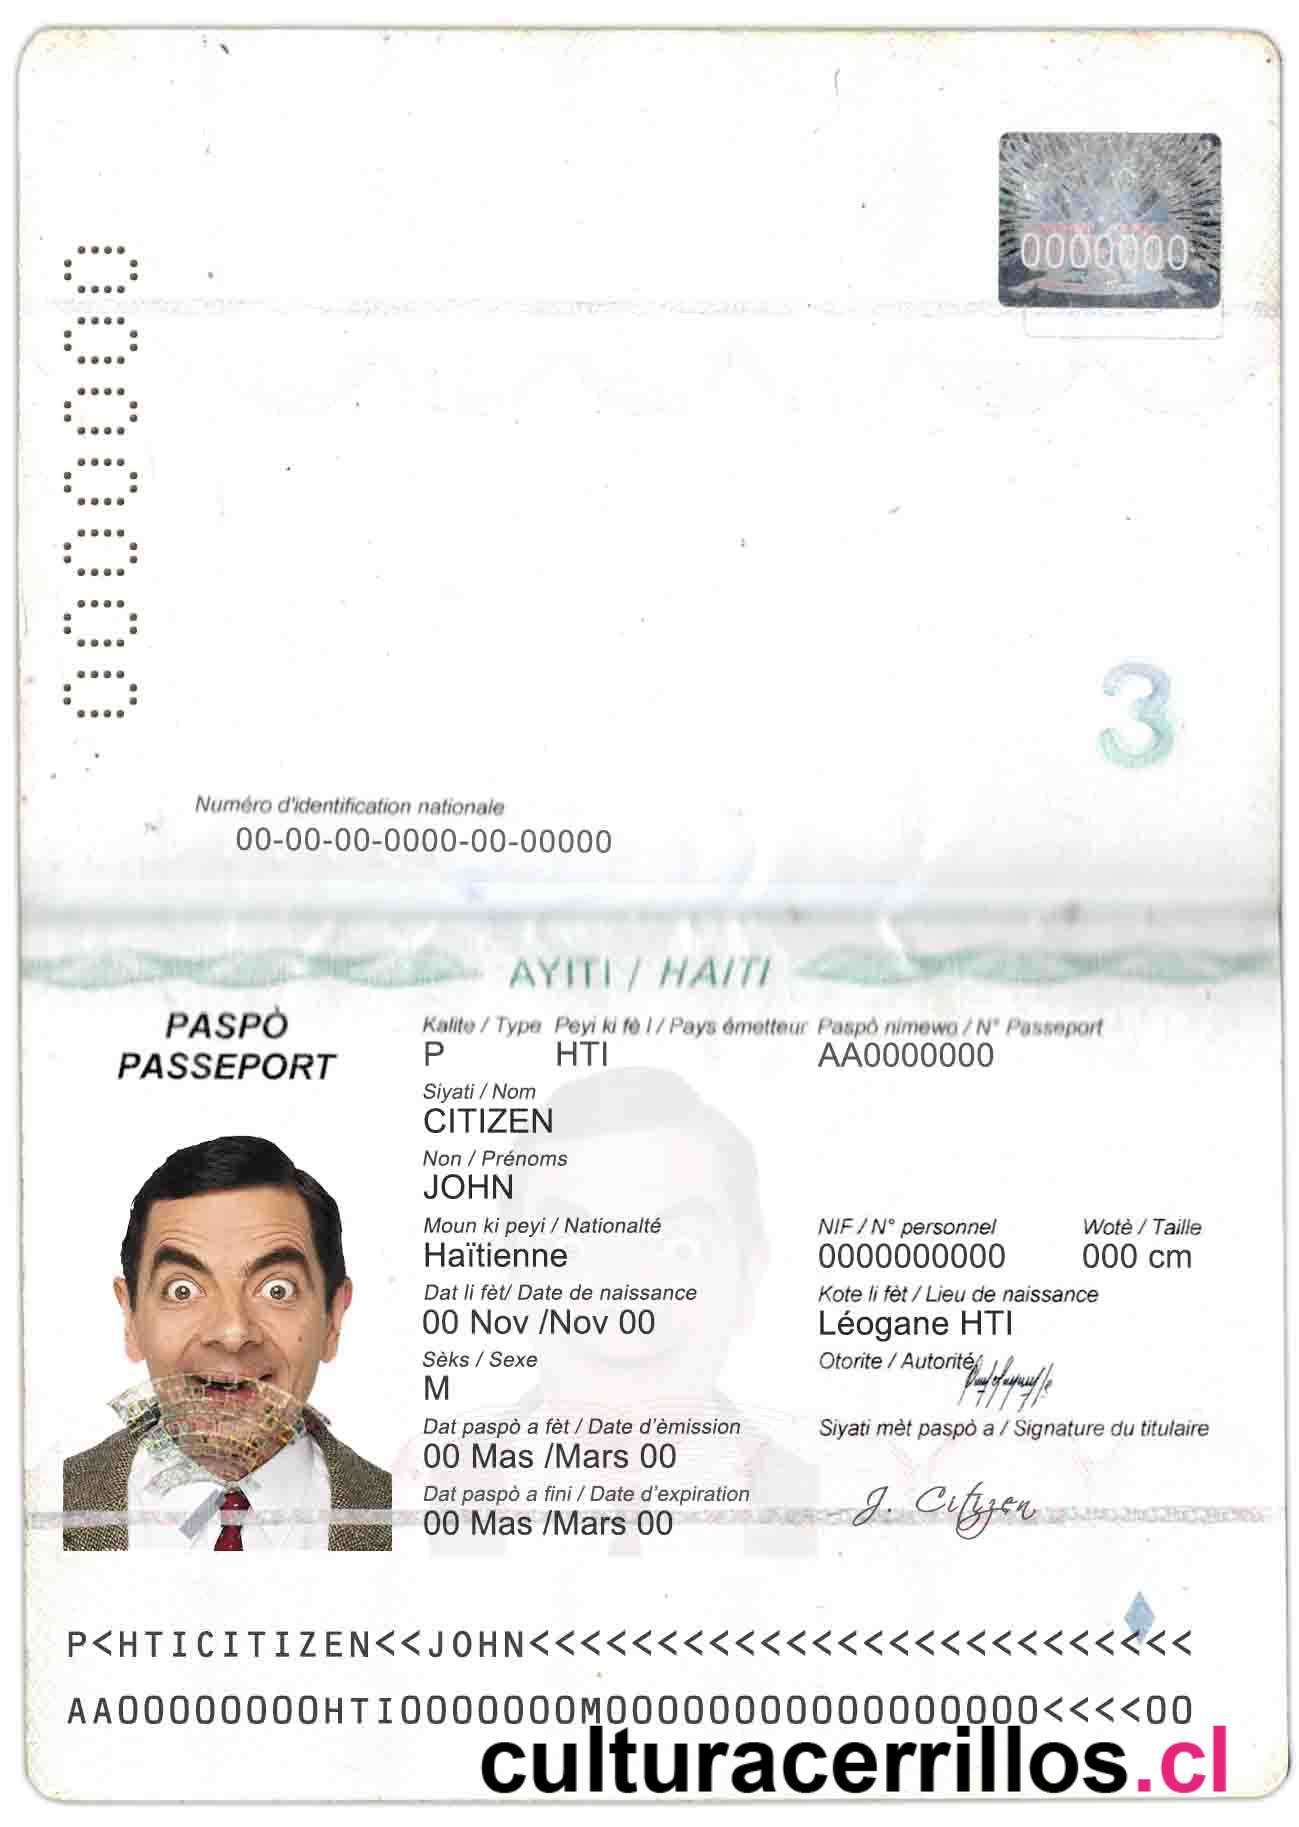 0000000
0000000
3
Numéro d'identification nationale
00-00-00-0000-00-00000
AYITI / HAITI
PASPÒ
PASSEPORT
Kalite / Type Peyi ki fè l / Pays émetteur Paspò nimewo / N° Passeport
P HTI AA0000000
Siyati / Nom
CITIZEN
Non / Prénoms
JOHN
Moun ki peyi / Nationalté NIF / N° personnel Wotè / Taille
Haïtienne 0000000000 000 cm
Dat li fèt/ Date de naissance Kote li fèt / Lieu de naissance
00 Nov /Nov 00 Léogane HTI
Sèks / Sexe Otorite / Autorité
M
Dat paspò a fèt / Date d'èmission Siyati mèt paspò a / Signature du titulaire
00 Mas /Mars 00
Dat paspò a fini / Date d'expiration J. Citizen
00 Mas /Mars 00
P<HTICITIZEN<<JOHN<<<<<<<<<<<<<<<<<<<<<<<<<<
AA00000000HTI0000000M00000000000000000<<<<00
culturacerrillos.cl